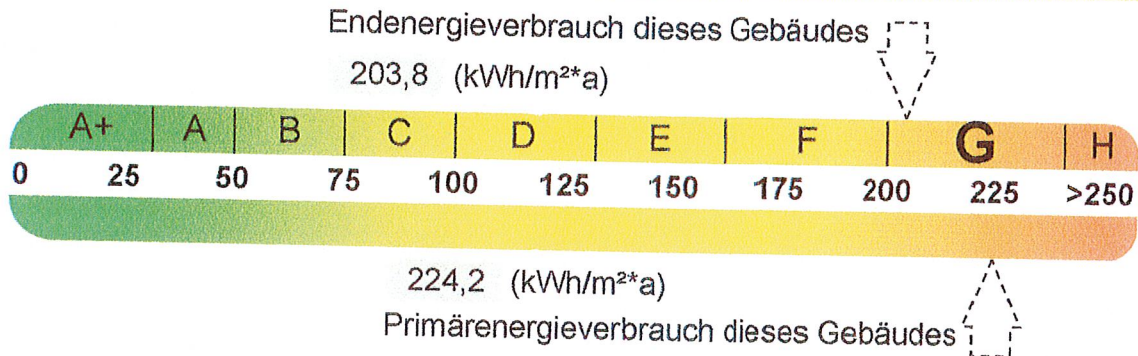 Endenergieverbrauch dieses Gebäudes
203,8 (kWh/m²*a)
A+ A B C D E F G H
0 25 50 75 100 125 150 175 200 225 >250
224,2 (kWh/m²*a)
Primärenergieverbrauch dieses Gebäudes